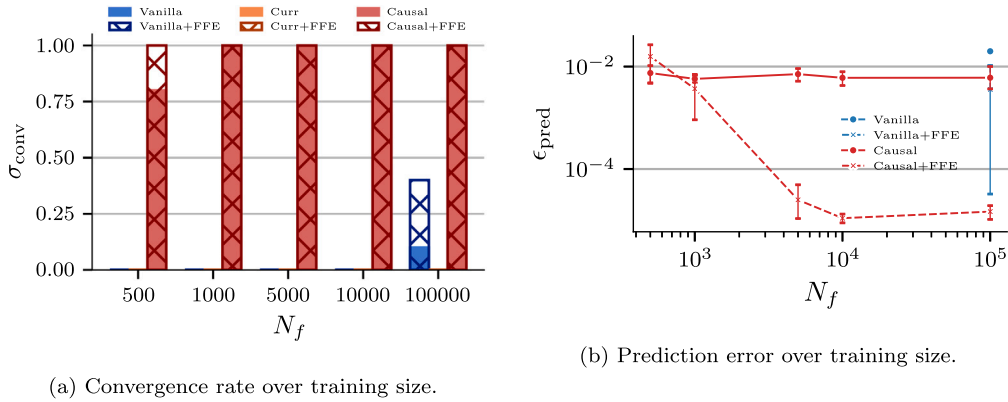 Vanilla
Curr
Causal
Vanilla+FFE
Curr+FFE
Causal+FFE
1.00
0.75
0.50
0.25
0.00
σconv
500
1000
5000
10000
100000
Nf
(a) Convergence rate over training size.
10−2
10−4
ϵpred
Vanilla
Vanilla+FFE
Causal
Causal+FFE
10³
10⁴
10⁵
Nf
(b) Prediction error over training size.